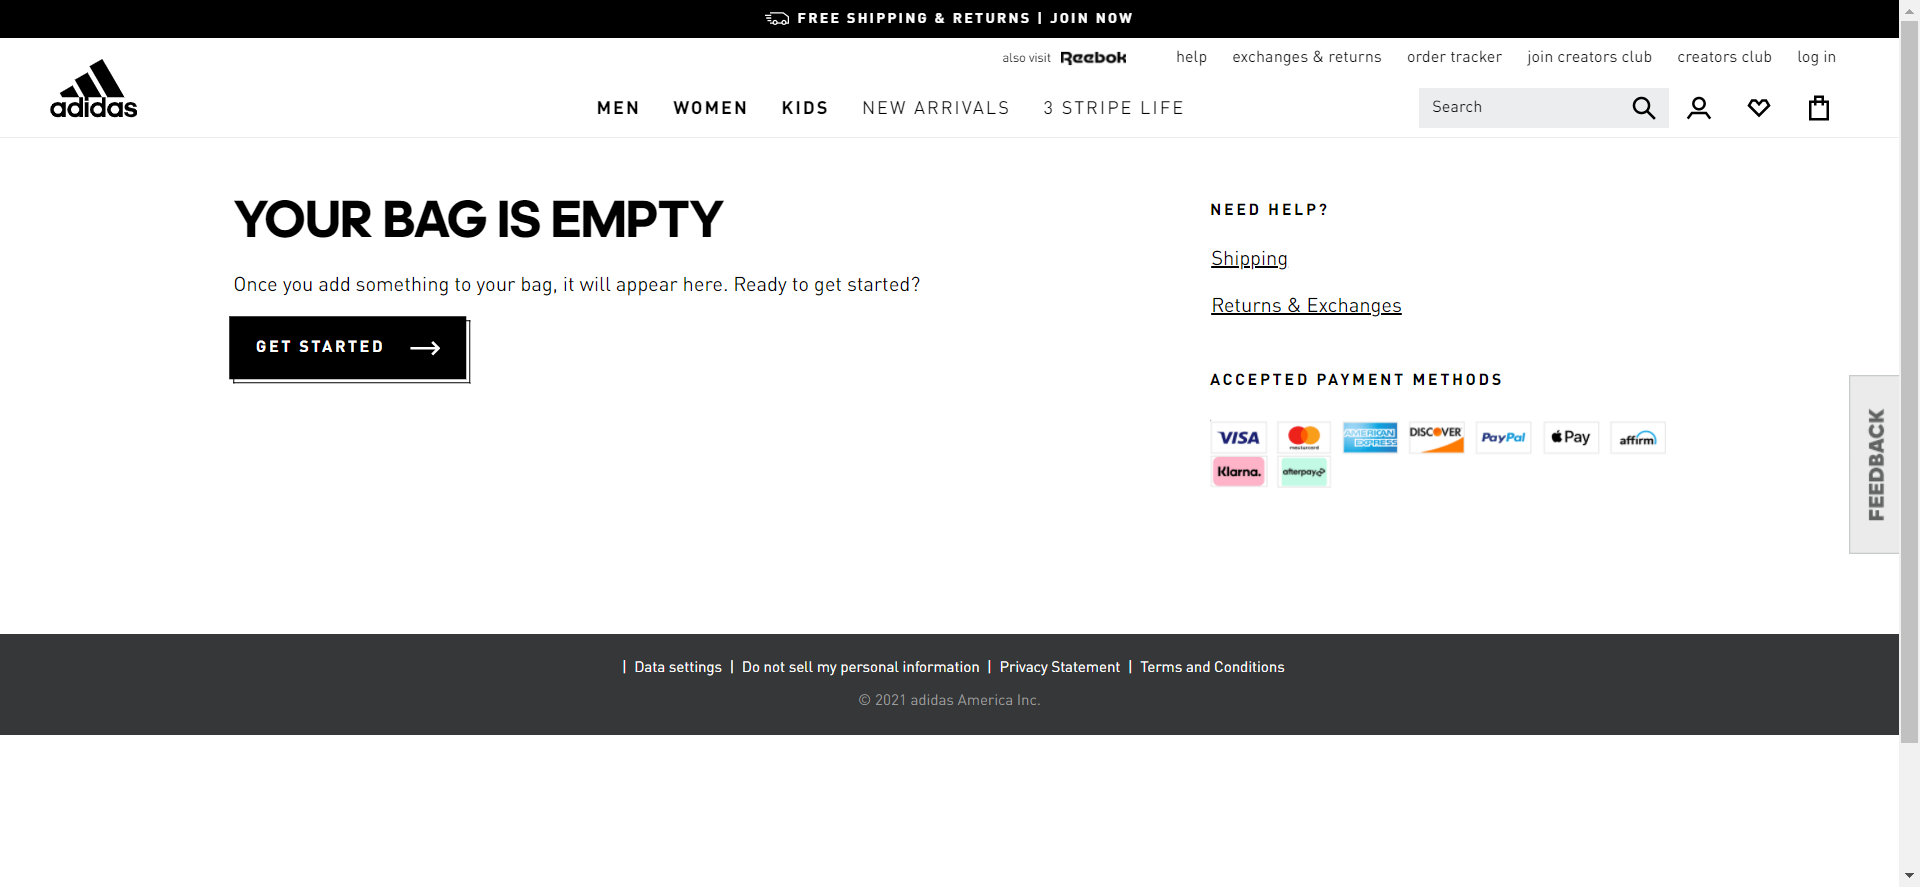 FREE SHIPPING & RETURNS | JOIN NOW
also visit Reebok help exchanges & returns order tracker join creators club creators club log in
adidas
MEN WOMEN KIDS NEW ARRIVALS 3 STRIPE LIFE Search
YOUR BAG IS EMPTY
Once you add something to your bag, it will appear here. Ready to get started?
GET STARTED
NEED HELP?
Shipping
Returns & Exchanges
ACCEPTED PAYMENT METHODS
VISA mastercard AMERICAN EXPRESS DISCOVER PayPal Pay affirm
Klarna. afterpay
FEEDBACK
| Data settings | Do not sell my personal information | Privacy Statement | Terms and Conditions
© 2021 adidas America Inc.